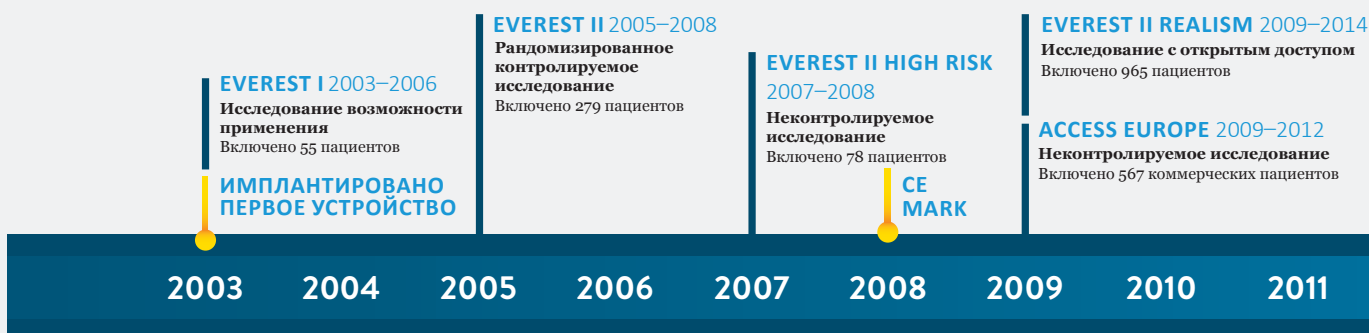 EVEREST I 2003–2006
Исследование возможности
применения
Включено 55 пациентов
ИМПЛАНТИРОВАНО
ПЕРВОЕ УСТРОЙСТВО
EVEREST II 2005–2008
Рандомизированное
контролируемое
исследование
Включено 279 пациентов
EVEREST II HIGH RISK
2007–2008
Неконтролируемое
исследование
Включено 78 пациентов
CE
MARK
EVEREST II REALISM 2009–2014
Исследование с открытым доступом
Включено 965 пациентов
ACCESS EUROPE 2009–2012
Неконтролируемое исследование
Включено 567 коммерческих пациентов
2003 2004 2005 2006 2007 2008 2009 2010 2011